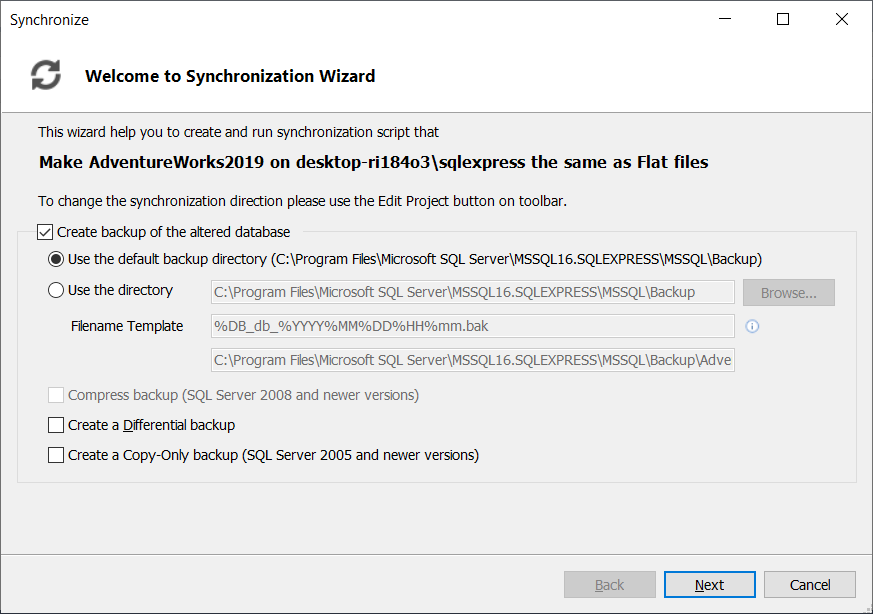 Synchronize
Welcome to Synchronization Wizard
This wizard help you to create and run synchronization script that
Make AdventureWorks2019 on desktop-ri184o3\sqlexpress the same as Flat files
To change the synchronization direction please use the Edit Project button on toolbar.
Create backup of the altered database
Use the default backup directory (C:\Program Files\Microsoft SQL Server\MSSQL16.SQLEXPRESS\MSSQL\Backup)
Use the directory C:\Program Files\Microsoft SQL Server\MSSQL16.SQLEXPRESS\MSSQL\Backup Browse...
Filename Template %DB_db_%YYYY%MM%DD%HH%mm.bak
C:\Program Files\Microsoft SQL Server\MSSQL16.SQLEXPRESS\MSSQL\Backup\Adve
Compress backup (SQL Server 2008 and newer versions)
Create a Differential backup
Create a Copy-Only backup (SQL Server 2005 and newer versions)
Back Next Cancel